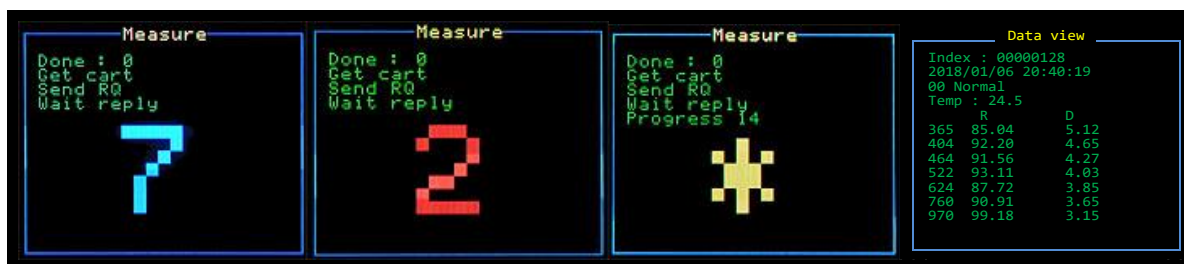 Measure
Done : 0
Get cart
Send RQ
Wait reply
7
Measure
Done : 0
Get cart
Send RQ
Wait reply
2
Measure
Done : 0
Get cart
Send RQ
Wait reply
Progress 14
*
Data view
Index : 00000128
2018/01/06 20:40:19
00 Normal
Temp : 24.5
R D
365 85.04 5.12
404 92.20 4.65
464 91.56 4.27
522 93.11 4.03
624 87.72 3.85
760 90.91 3.65
970 99.18 3.15